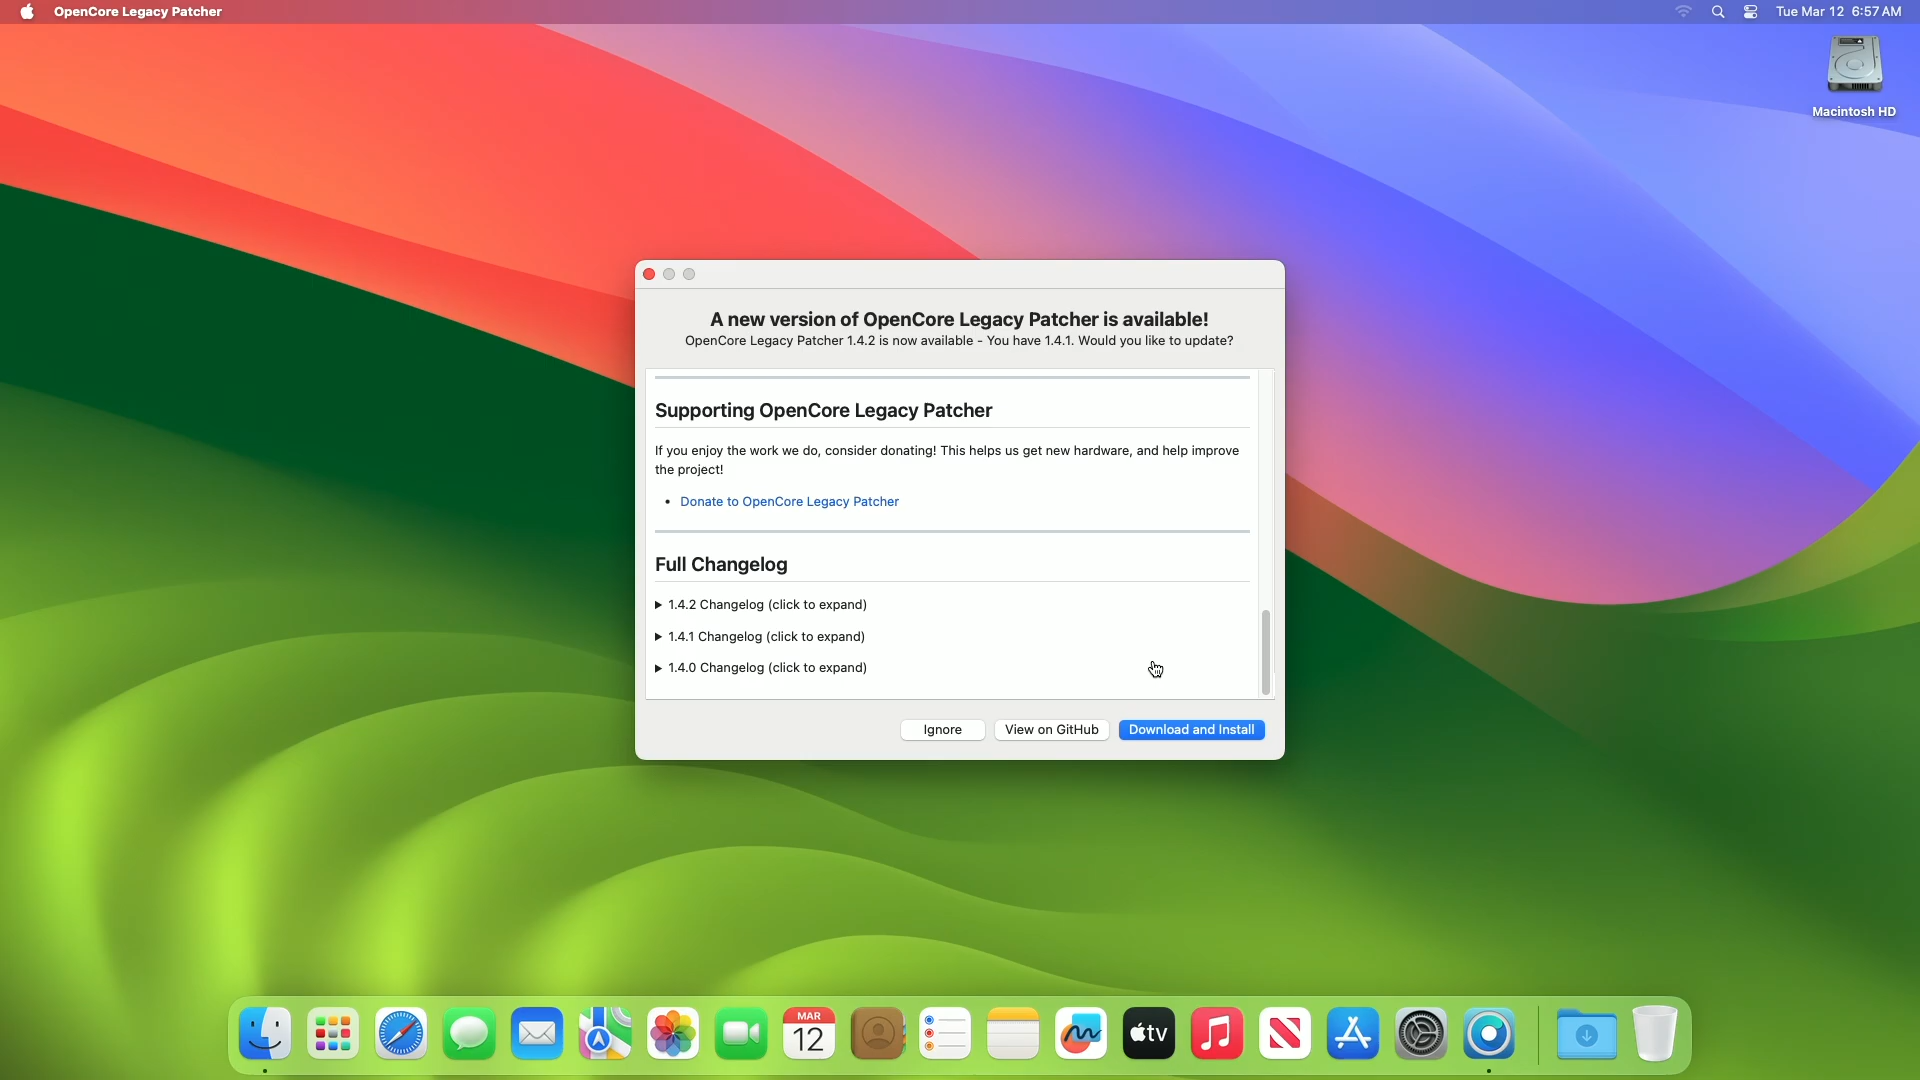 OpenCore Legacy Patcher
Tue Mar 12 6:57 AM
Macintosh HD
A new version of OpenCore Legacy Patcher is available!
OpenCore Legacy Patcher 1.4.2 is now available - You have 1.4.1. Would you like to update?
Supporting OpenCore Legacy Patcher
If you enjoy the work we do, consider donating! This helps us get new hardware, and help improve
the project!
• Donate to OpenCore Legacy Patcher
Full Changelog
▶ 1.4.2 Changelog (click to expand)
▶ 1.4.1 Changelog (click to expand)
▶ 1.4.0 Changelog (click to expand)
Ignore
View on GitHub
Download and Install
MAR
12
tv